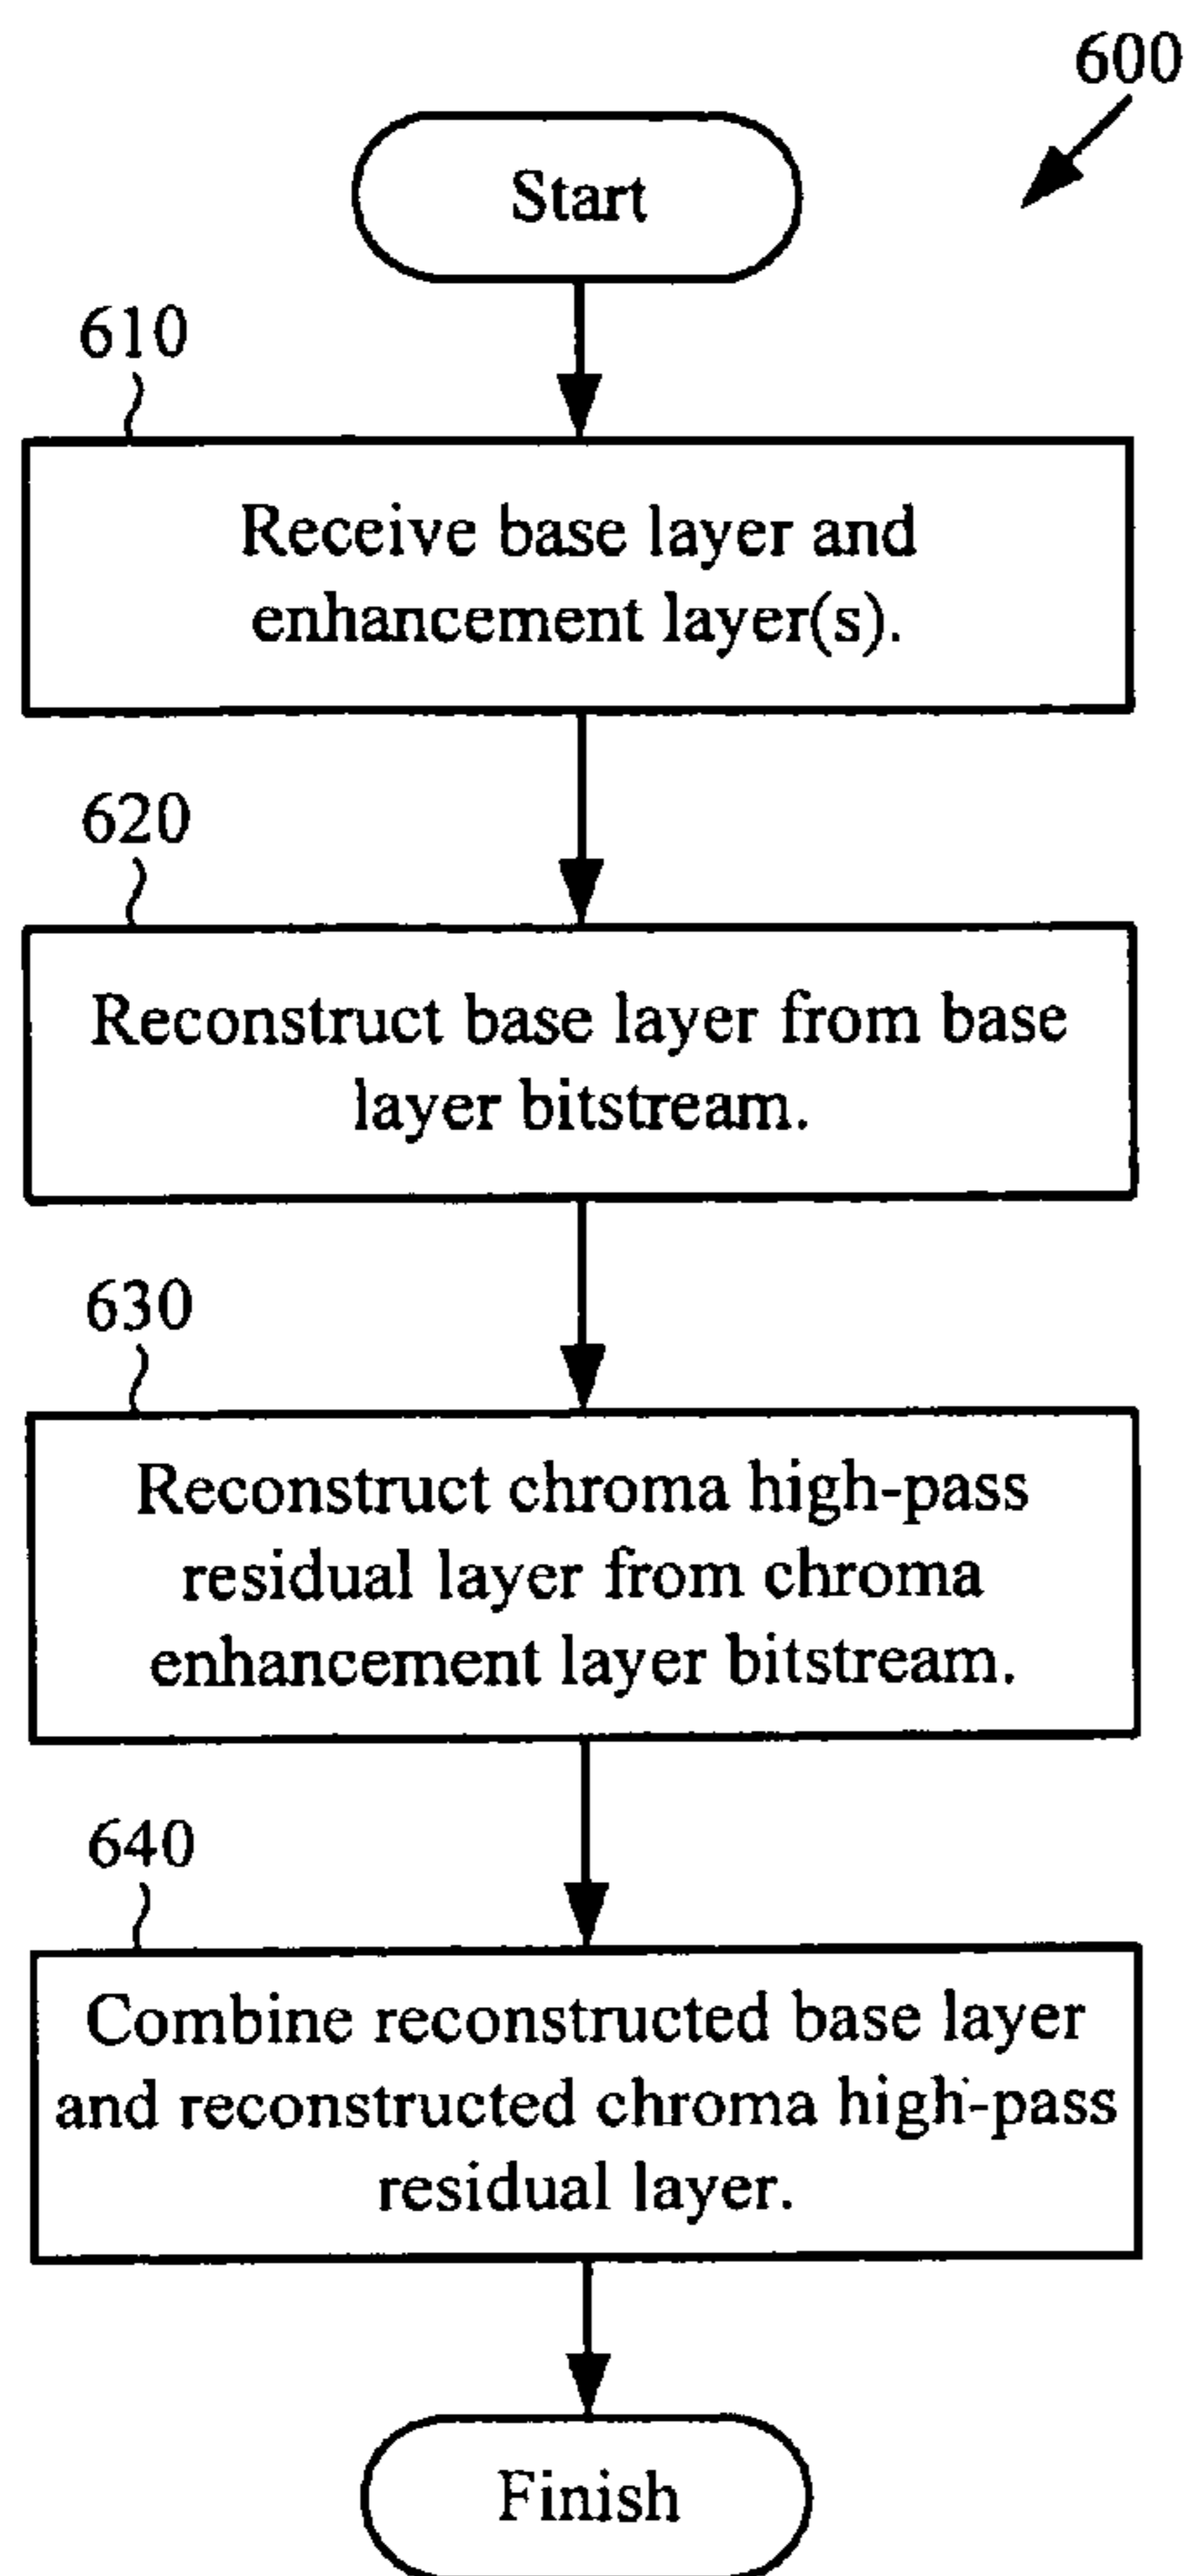 600
Start
610
Receive base layer and
enhancement layer(s).
620
Reconstruct base layer from base
layer bitstream.
630
Reconstruct chroma high-pass
residual layer from chroma
enhancement layer bitstream.
640
Combine reconstructed base layer
and reconstructed chroma high-pass
residual layer.
Finish